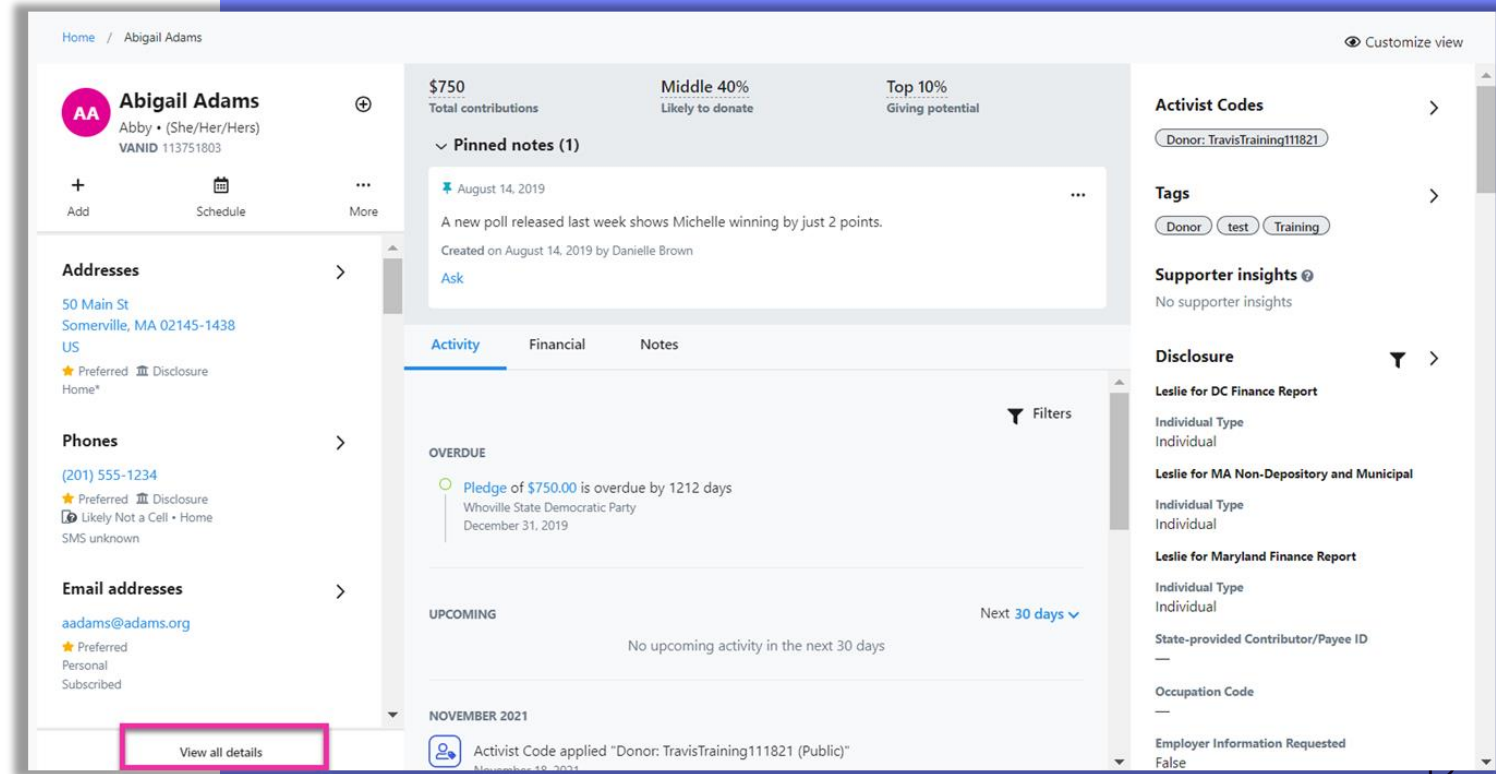 Home / Abigail Adams
Customize view
AA
Abigail Adams
Abby • (She/Her/Hers)
VANID 113751803
Add
Schedule
More
Addresses
50 Main St
Somerville, MA 02145-1438
US
Preferred Disclosure
Home*
Phones
(201) 555-1234
Preferred Disclosure
Likely Not a Cell • Home
SMS unknown
Email addresses
aadams@adams.org
Preferred
Personal
Subscribed
View all details
$750 Middle 40% Top 10%
Total contributions Likely to donate Giving potential
Pinned notes (1)
August 14, 2019
A new poll released last week shows Michelle winning by just 2 points.
Created on August 14, 2019 by Danielle Brown
Ask
Activity Financial Notes
Filters
OVERDUE
Pledge of $750.00 is overdue by 1212 days
Whoville State Democratic Party
December 31, 2019
UPCOMING Next 30 days
No upcoming activity in the next 30 days
NOVEMBER 2021
Activist Code applied "Donor: TravisTraining111821 (Public)"
November 18, 2021
Activist Codes
Donor: TravisTraining111821
Tags
Donor test Training
Supporter insights
No supporter insights
Disclosure
Leslie for DC Finance Report
Individual Type
Individual
Leslie for MA Non-Depository and Municipal
Individual Type
Individual
Leslie for Maryland Finance Report
Individual Type
Individual
State-provided Contributor/Payee ID
—
Occupation Code
—
Employer Information Requested
False